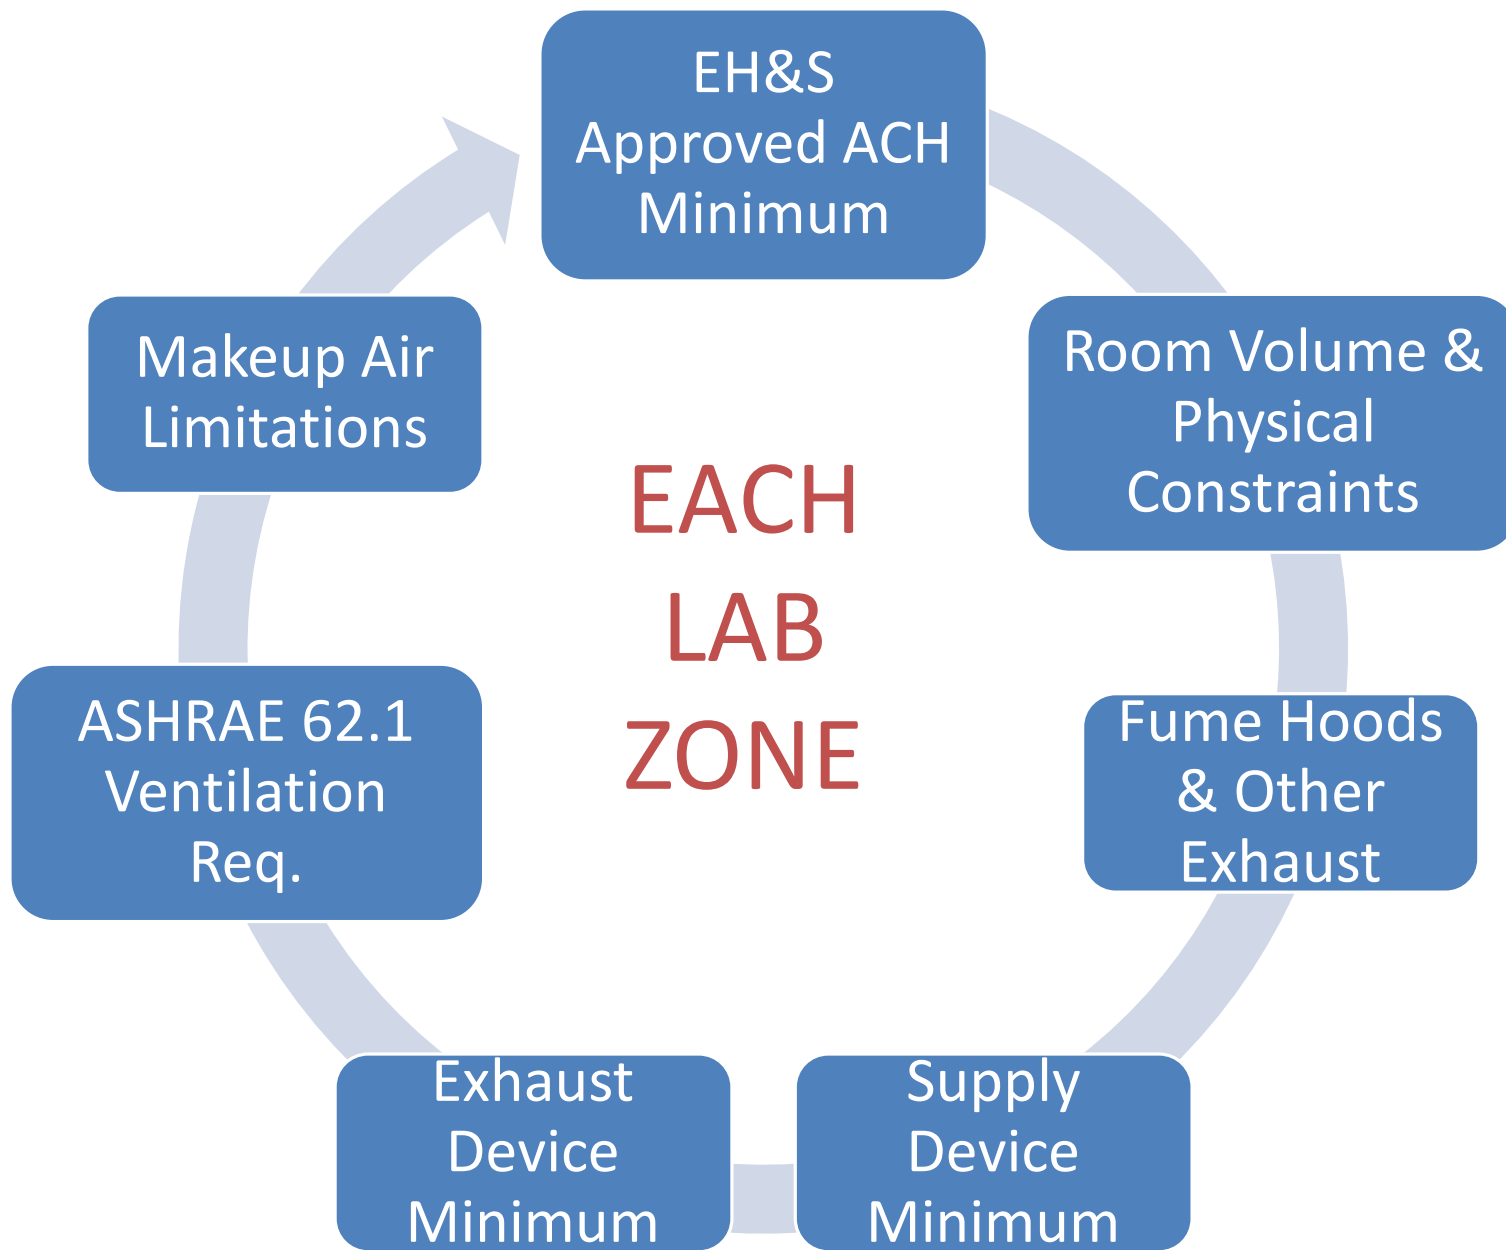 EH&S
Approved ACH
Minimum
Room Volume &
Physical
Constraints
Fume Hoods
& Other
Exhaust
Supply
Device
Minimum
Exhaust
Device
Minimum
ASHRAE 62.1
Ventilation
Req.
Makeup Air
Limitations
EACH
LAB
ZONE